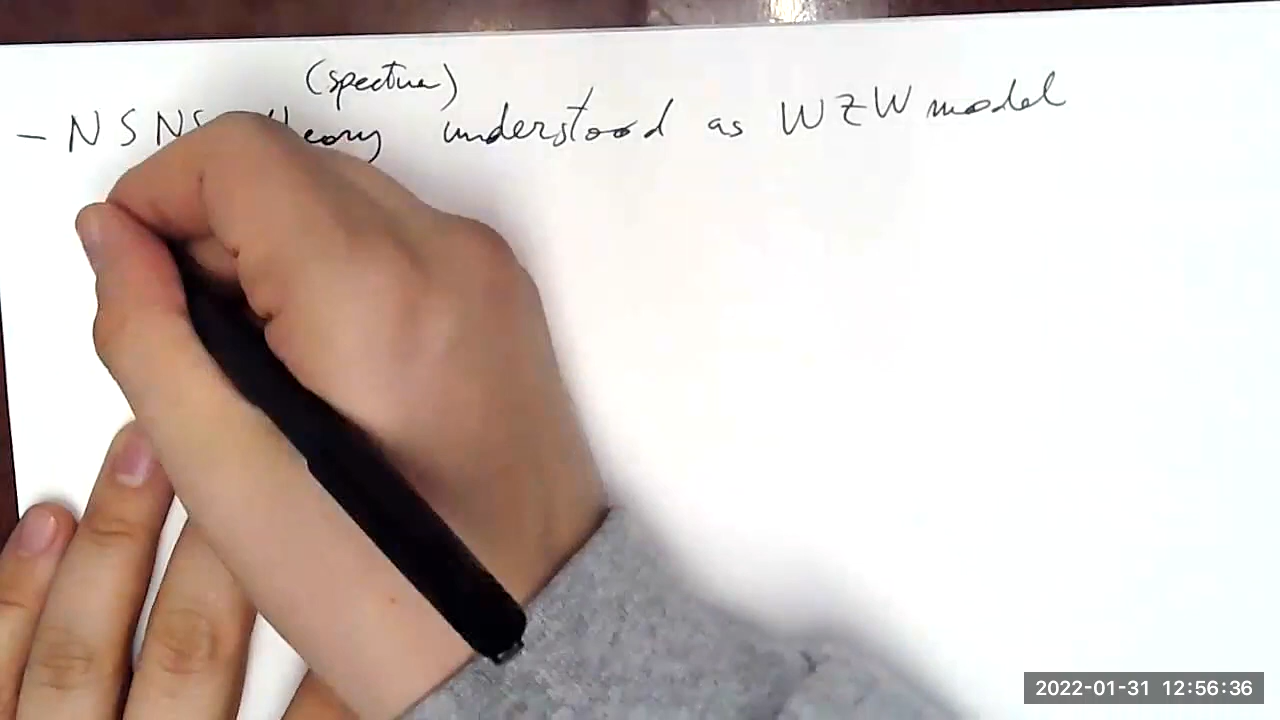 (spectrum)
- NSNS theory understood as WZW model
2022-01-31 12:56:36